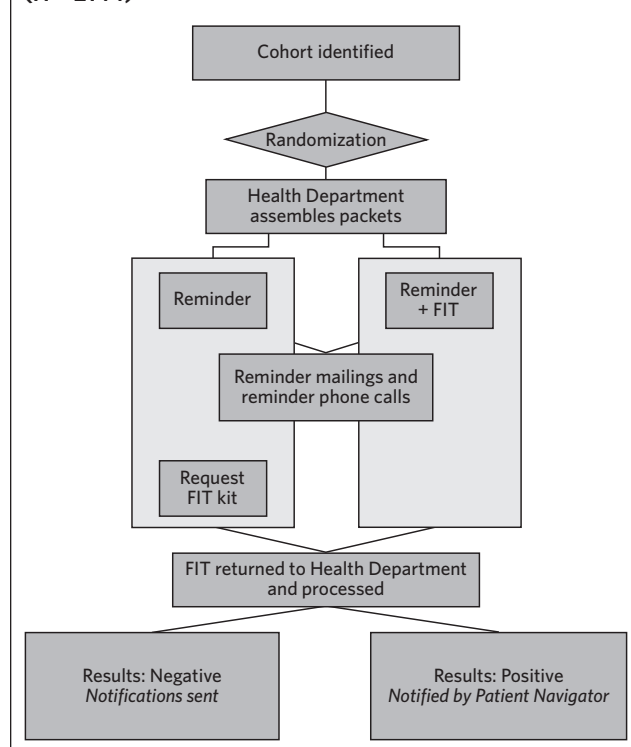 Cohort identified
Randomization
Health Department
assembles packets
Reminder
Reminder
+ FIT
Reminder mailings and
reminder phone calls
Request
FIT kit
FIT returned to Health Department
and processed
Results: Negative
Notifications sent
Results: Positive
Notified by Patient Navigator